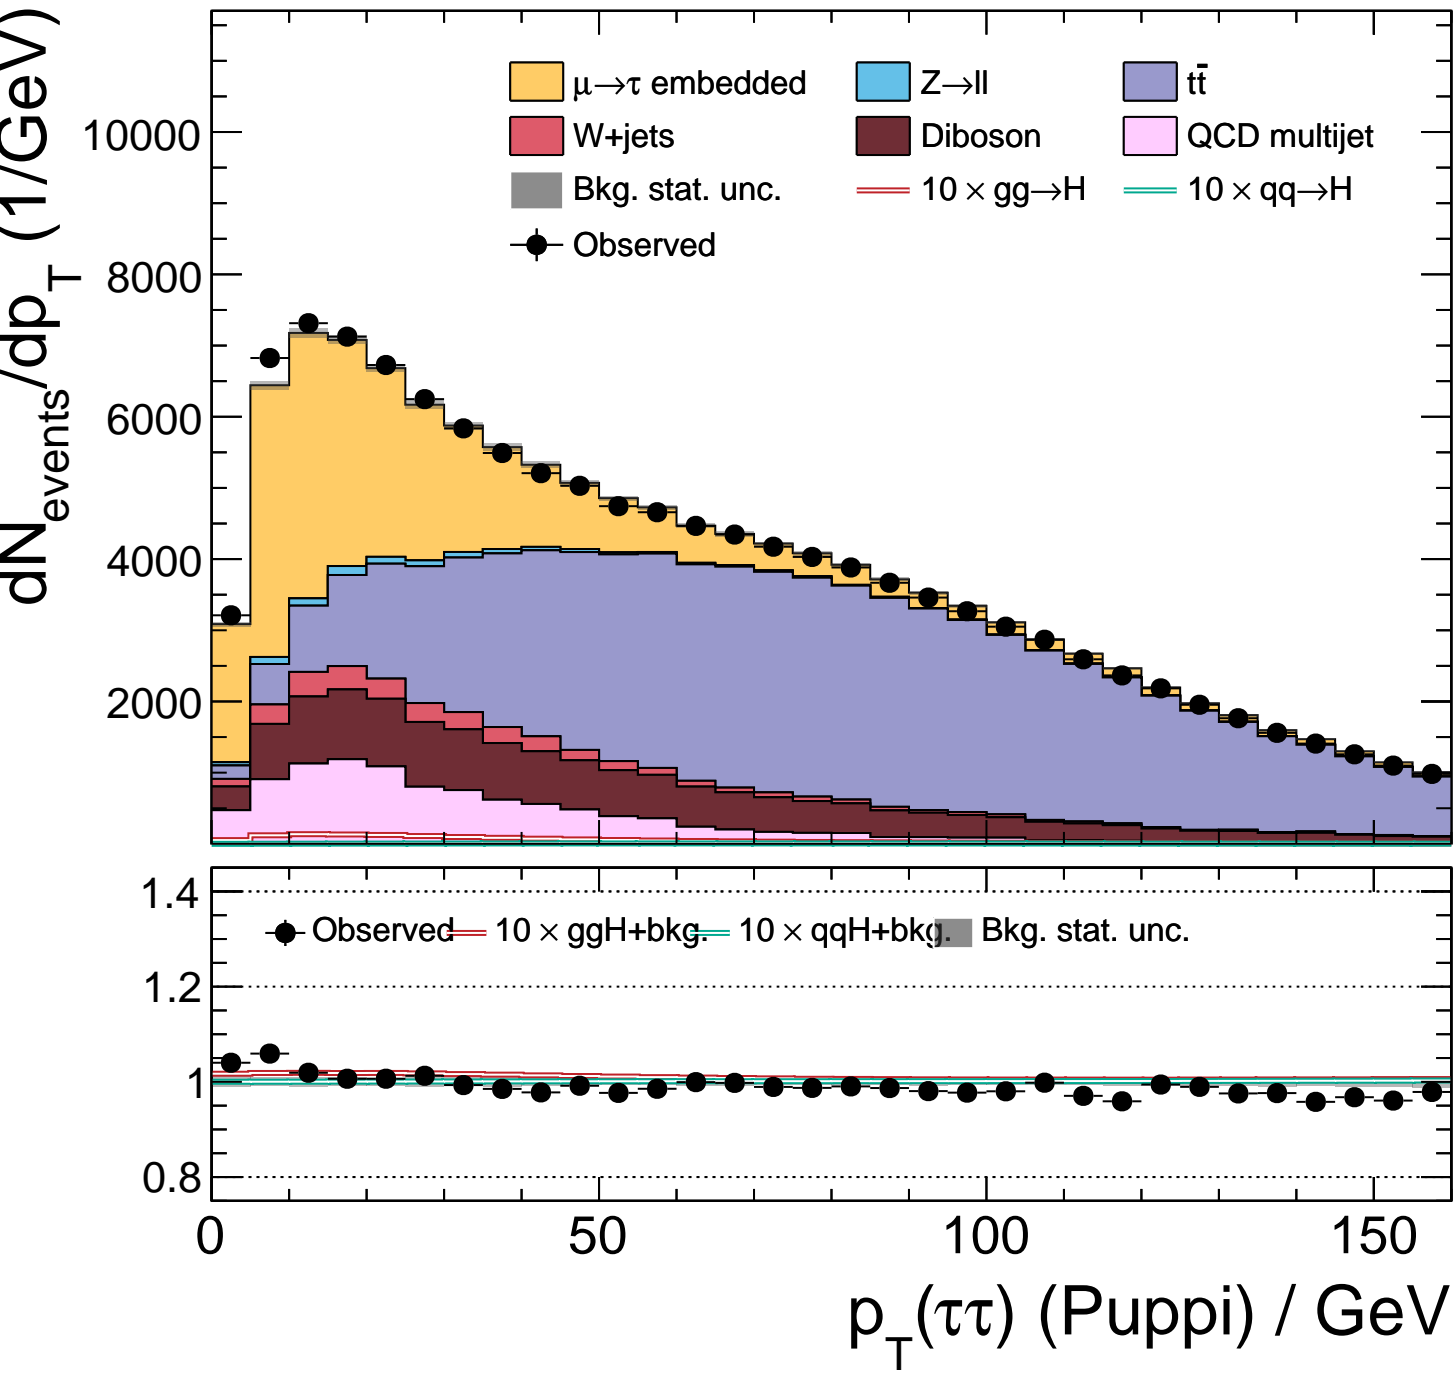 dN_events/dp_T (1/GeV)
μ→τ embedded
Z→ll
tt̄
W+jets
Diboson
QCD multijet
Bkg. stat. unc.
10 × gg→H
10 × qq→H
Observed
10000
8000
6000
4000
2000
1.4
Observed
10 × ggH+bkg.
10 × qqH+bkg.
Bkg. stat. unc.
1.2
1
0.8
0 50 100 150
p_T(ττ) (Puppi) / GeV